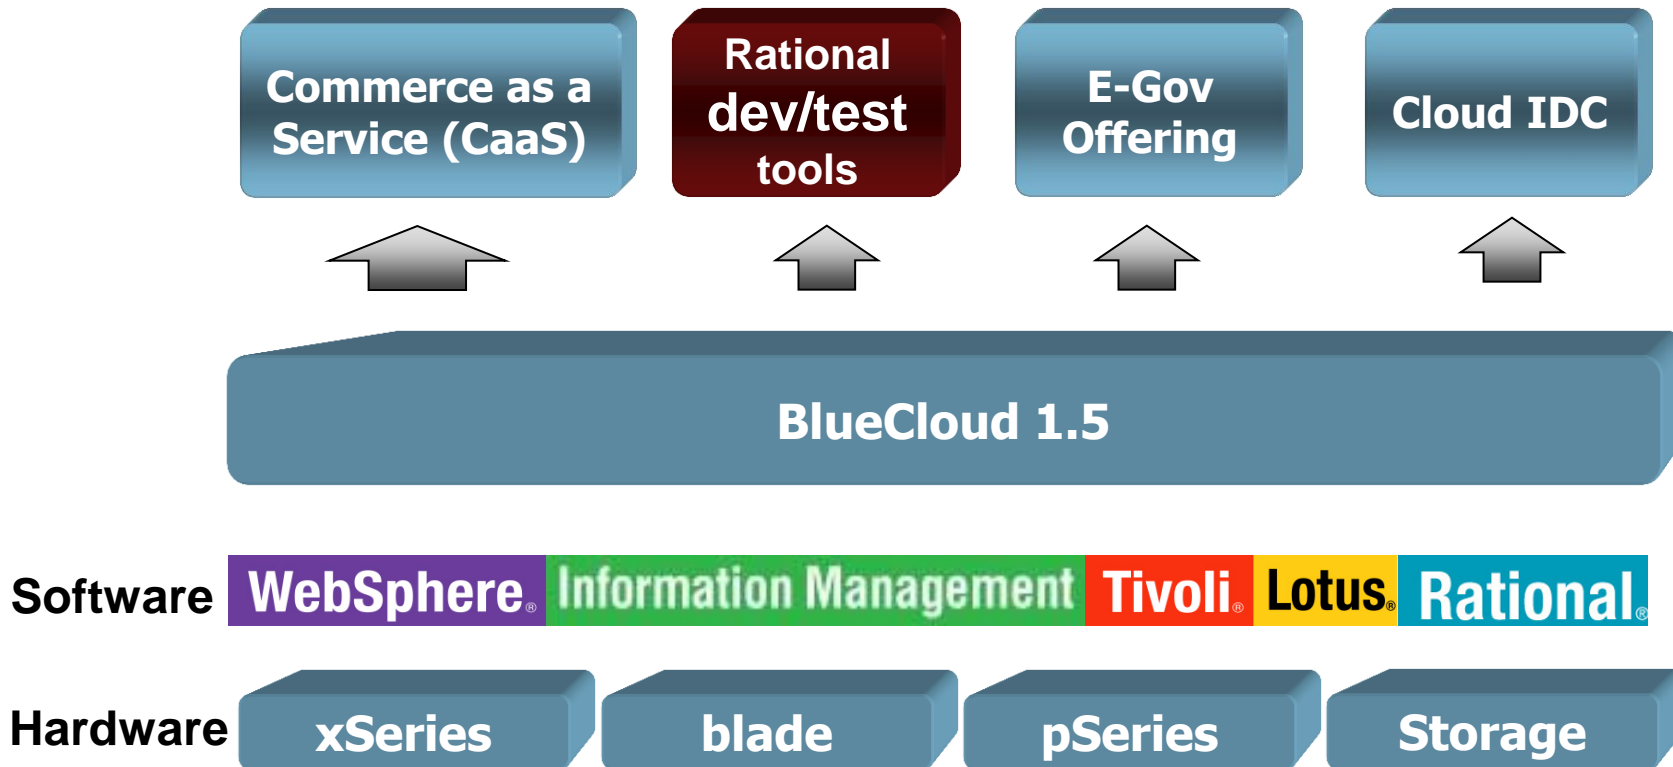 Commerce as a
Service (CaaS)
Rational
dev/test
tools
E-Gov
Offering
Cloud IDC
BlueCloud 1.5
Software WebSphere® Information Management Tivoli® Lotus® Rational®
Hardware xSeries blade pSeries Storage